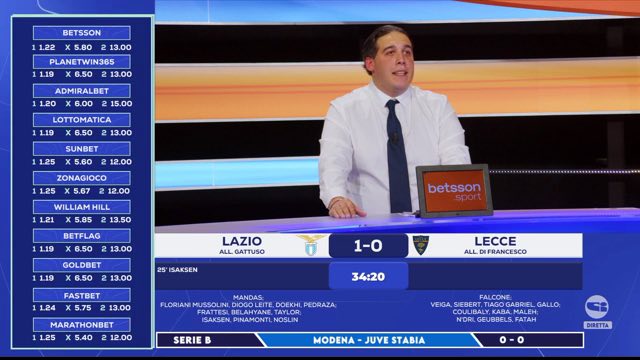 BETSSON
1 1.22 X 5.80 2 13.00
PLANETWIN365
1 1.19 X 6.50 2 13.00
ADMIRALBET
1 1.20 X 6.00 2 15.00
LOTTOMATICA
1 1.19 X 6.50 2 13.00
SUNBET
1 1.25 X 5.60 2 12.00
ZONAGIOCO
1 1.25 X 5.67 2 12.00
WILLIAM HILL
1 1.21 X 5.85 2 13.50
BETFLAG
1 1.19 X 6.50 2 13.00
GOLDBET
1 1.19 X 6.50 2 13.00
FASTBET
1 1.24 X 5.75 2 13.00
MARATHONBET
1 1.25 X 5.40 2 12.00
betsson
.sport
LAZIO
ALL. GATTUSO
1-0
LECCE
ALL. DI FRANCESCO
25' ISAKSEN
34:20
MANDAS:
FLORIANI MUSSOLINI, DIOGO LEITE, DOEKHI, PEDRAZA;
FRATTESI, BELAHYANE, TAYLOR;
ISAKSEN, PINAMONTI, NOSLIN
FALCONE:
VEIGA, SIEBERT, TIAGO GABRIEL, GALLO;
COULIBALY, KABA, MALEH;
N'DRI, GEUBBELS, FATAH
SERIE B
MODENA - JUVE STABIA
0 - 0
DIRETTA